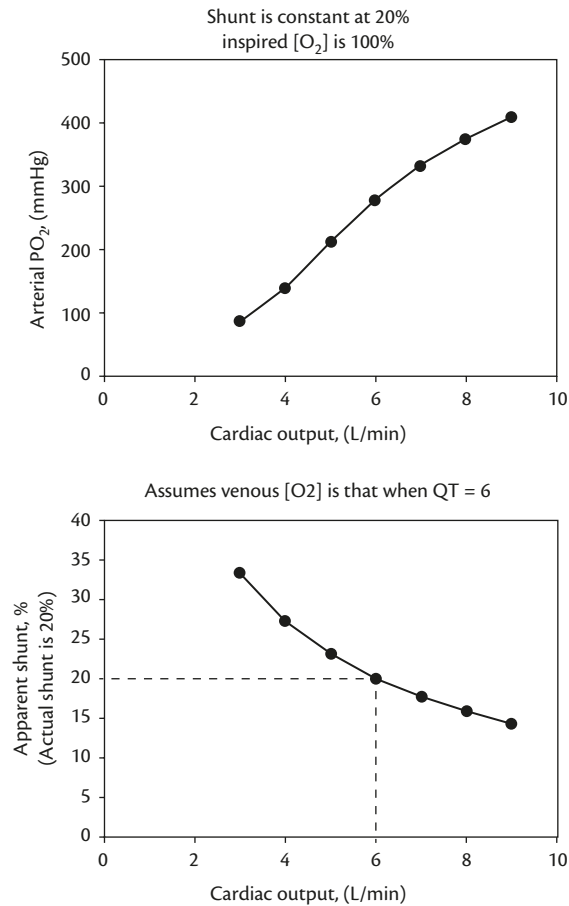 Shunt is constant at 20%
inspired [O₂] is 100%
500
400
300
200
100
0
Arterial PO₂, (mmHg)
0 2 4 6 8 10
Cardiac output, (L/min)
Assumes venous [O2] is that when QT = 6
40
35
30
25
20
15
10
5
0
Apparent shunt, %
(Actual shunt is 20%)
0 2 4 6 8 10
Cardiac output, (L/min)